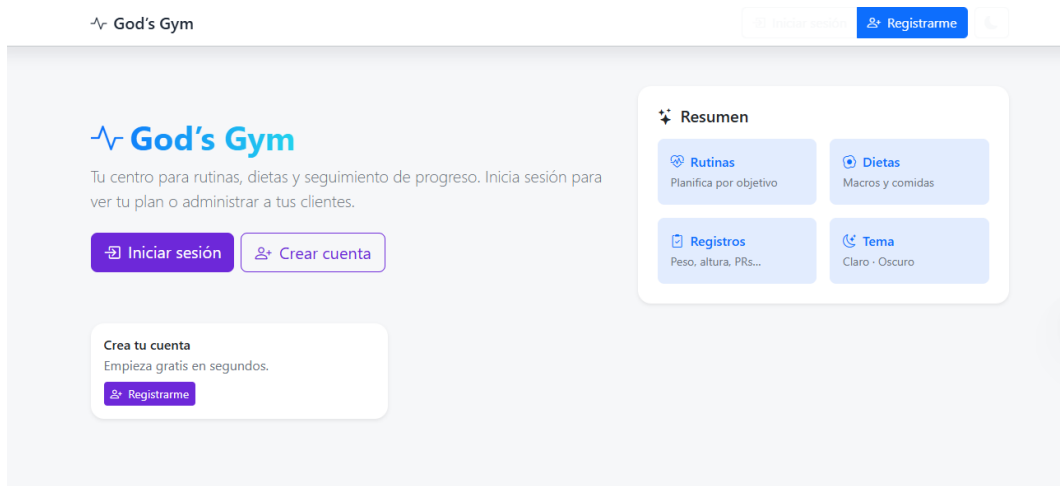 God's Gym
Iniciar sesión
Registrarme
God's Gym
Tu centro para rutinas, dietas y seguimiento de progreso. Inicia sesión para
ver tu plan o administrar a tus clientes.
Iniciar sesión
Crear cuenta
Resumen
Rutinas
Planifica por objetivo
Dietas
Macros y comidas
Registros
Peso, altura, PRs...
Tema
Claro · Oscuro
Crea tu cuenta
Empieza gratis en segundos.
Registrarme